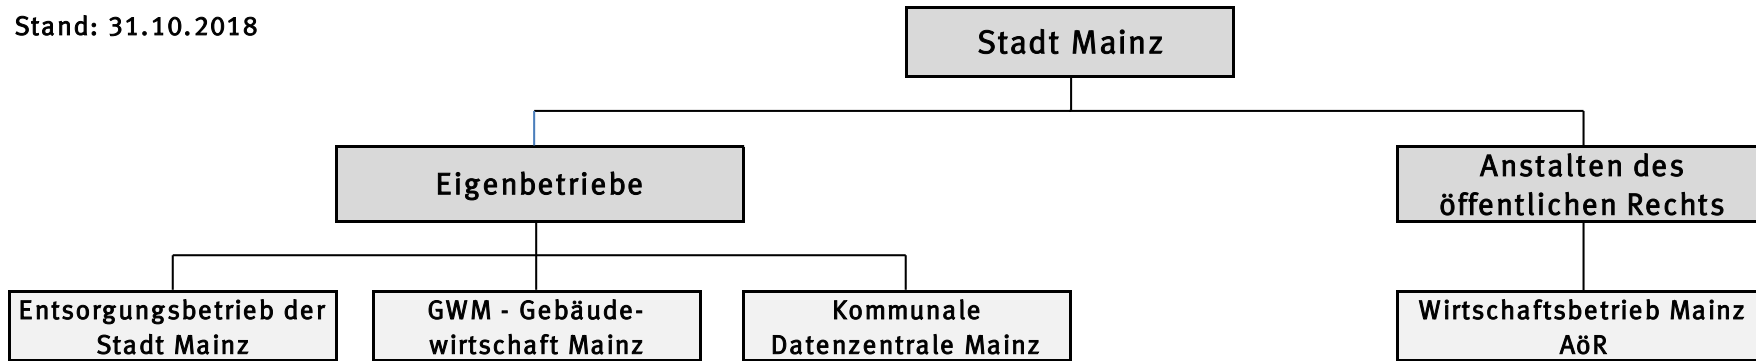 Stand: 31.10.2018
Stadt Mainz
Eigenbetriebe
Anstalten des
öffentlichen Rechts
Entsorgungsbetrieb der
Stadt Mainz
GWM - Gebäude-
wirtschaft Mainz
Kommunale
Datenzentrale Mainz
Wirtschaftsbetrieb Mainz
AöR